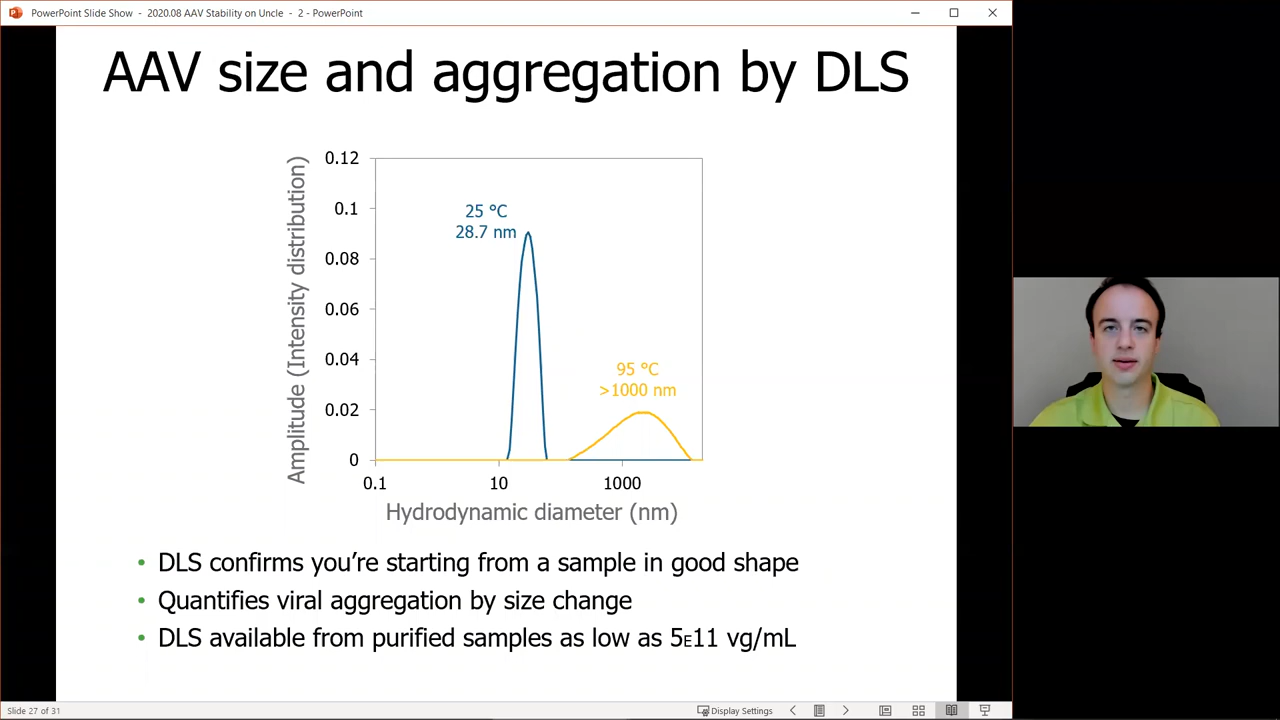 PowerPoint Slide Show - 2020.08 AAV Stability on Uncle - 2 - PowerPoint
AAV size and aggregation by DLS
Amplitude (Intensity distribution)
0.12
0.1
0.08
0.06
0.04
0.02
0
25 °C
28.7 nm
95 °C
>1000 nm
0.1
10
1000
Hydrodynamic diameter (nm)
• DLS confirms you’re starting from a sample in good shape
• Quantifies viral aggregation by size change
• DLS available from purified samples as low as 5E11 vg/mL
Slide 27 of 31
Display Settings